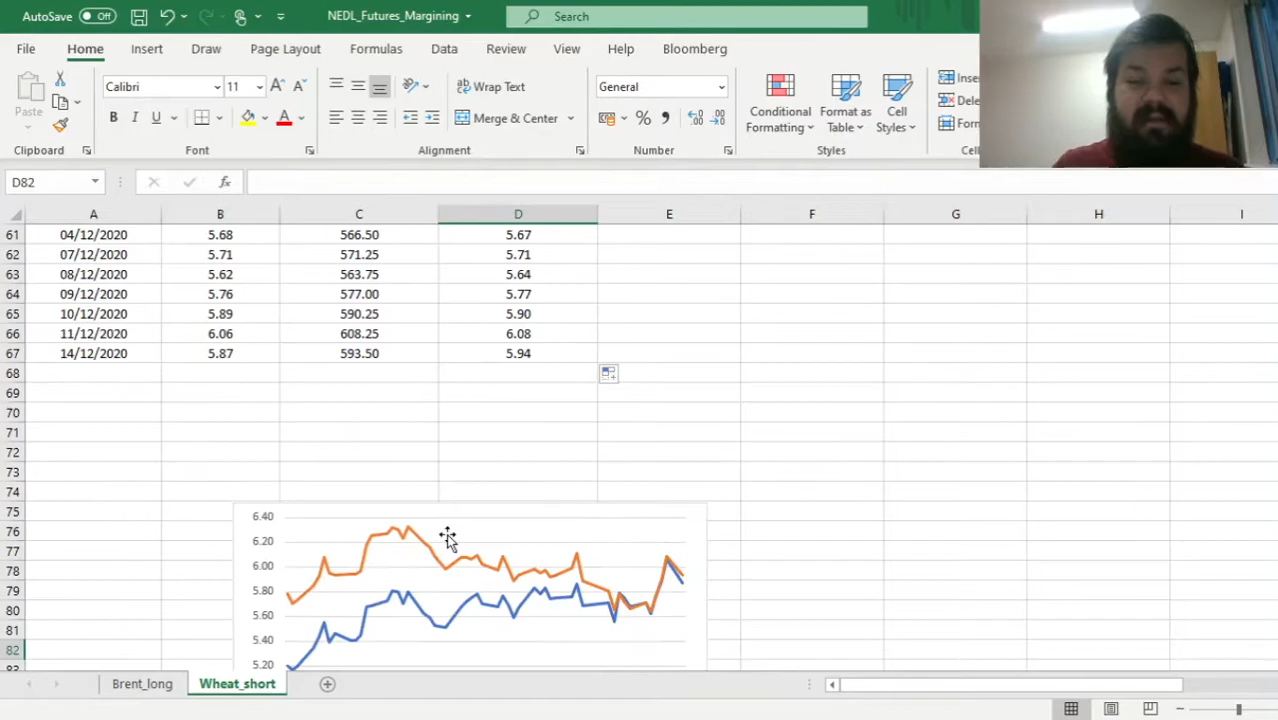 AutoSave Off NEDL_Futures_Margining Search
File Home Insert Draw Page Layout Formulas Data Review View Help Bloomberg
Paste Calibri 11 A A Wrap Text General Conditional Formatting Format as Table Cell Styles
B I U A Merge & Center % Inser Dele Form
Clipboard Font Alignment Number Styles Cel
D82 fx
A B C D E F G H I
61 04/12/2020 5.68 566.50 5.67
62 07/12/2020 5.71 571.25 5.71
63 08/12/2020 5.62 563.75 5.64
64 09/12/2020 5.76 577.00 5.77
65 10/12/2020 5.89 590.25 5.90
66 11/12/2020 6.06 608.25 6.08
67 14/12/2020 5.87 593.50 5.94
68
69
70
71
72
73
74
75
76
77
78
79
80
81
82
83
6.40
6.20
6.00
5.80
5.60
5.40
5.20
Brent_long Wheat_short